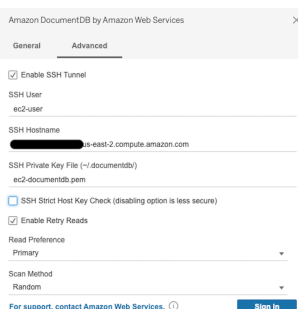 Amazon DocumentDB by Amazon Web Services
General Advanced
Enable SSH Tunnel
SSH User
ec2-user
SSH Hostname
us-east-2.compute.amazon.com
SSH Private Key File (~/.documentdb/)
ec2-documentdb.pem
SSH Strict Host Key Check (disabling option is less secure)
Enable Retry Reads
Read Preference
Primary
Scan Method
Random
For support, contact Amazon Web Services. Sign In